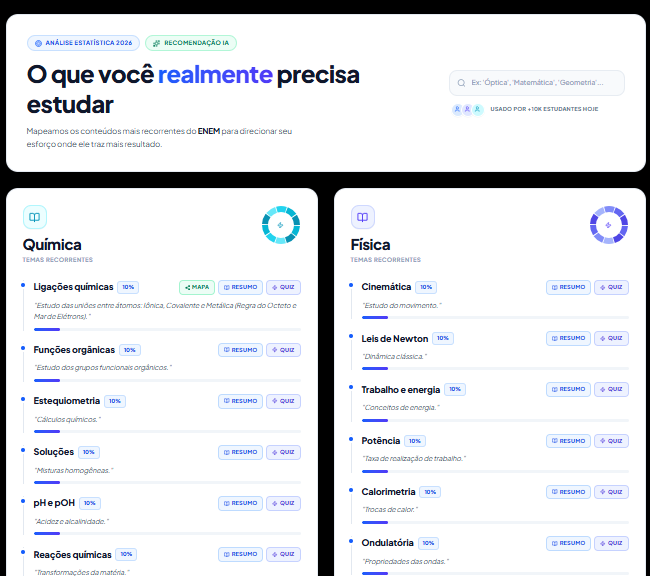 ANÁLISE ESTATÍSTICA 2026
RECOMENDAÇÃO IA
O que você realmente precisa
estudar
Mapeamos os conteúdos mais recorrentes do ENEM para direcionar seu
esforço onde ele traz mais resultado.
Ex: 'Óptica', 'Matemática', 'Geometria'...
USADO POR +10K ESTUDANTES HOJE
Química
TEMAS RECORRENTES
Ligações químicas 10% MAPA RESUMO QUIZ
"Estudo das uniões entre átomos: Iônica, Covalente e Metálica (Regra do Octeto e
Mar de Elétrons)."
Funções orgânicas 10% RESUMO QUIZ
"Estudo dos grupos funcionais orgânicos."
Estequiometria 10% RESUMO QUIZ
"Cálculos químicos."
Soluções 10% RESUMO QUIZ
"Misturas homogêneas."
pH e pOH 10% RESUMO QUIZ
"Acidez e alcalinidade."
Reações químicas 10% RESUMO QUIZ
"Transformações da matéria."
Física
TEMAS RECORRENTES
Cinemática 10% RESUMO QUIZ
"Estudo do movimento."
Leis de Newton 10% RESUMO QUIZ
"Dinâmica clássica."
Trabalho e energia 10% RESUMO QUIZ
"Conceitos de energia."
Potência 10% RESUMO QUIZ
"Taxa de realização de trabalho."
Calorimetria 10% RESUMO QUIZ
"Trocas de calor."
Ondulatória 10% RESUMO QUIZ
"Propriedades das ondas."